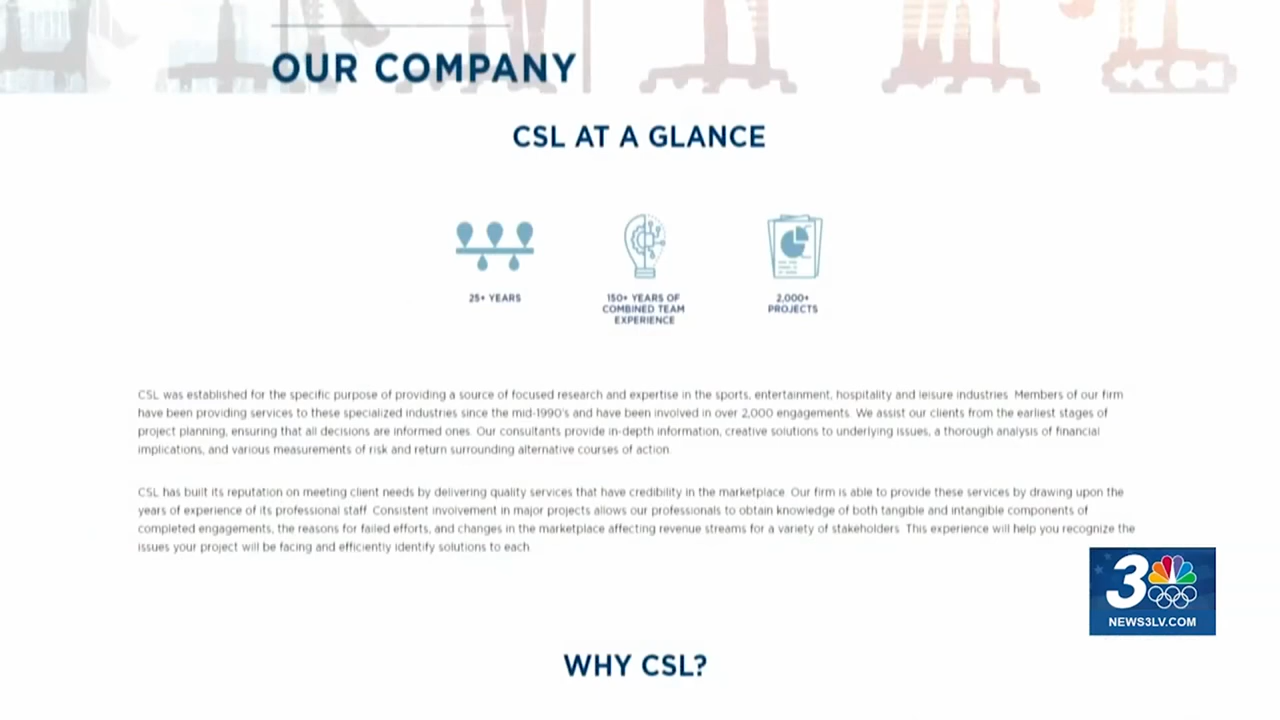 OUR COMPANY
CSL AT A GLANCE
25+ YEARS
150+ YEARS OF
COMBINED TEAM
EXPERIENCE
2,000+
PROJECTS
CSL was established for the specific purpose of providing a source of focused research and expertise in the sports, entertainment, hospitality and leisure industries. Members of our firm
have been providing services to these specialized industries since the mid-1990's and have been involved in over 2,000 engagements. We assist our clients from the earliest stages of
project planning, ensuring that all decisions are informed ones. Our consultants provide in-depth information, creative solutions to underlying issues, a thorough analysis of financial
implications, and various measurements of risk and return surrounding alternative courses of action.
CSL has built its reputation on meeting client needs by delivering quality services that have credibility in the marketplace. Our firm is able to provide these services by drawing upon the
years of experience of its professional staff. Consistent involvement in major projects allows our professionals to obtain knowledge of both tangible and intangible components of
completed engagements, the reasons for failed efforts, and changes in the marketplace affecting revenue streams for a variety of stakeholders. This experience will help you recognize the
issues your project will be facing and efficiently identify solutions to each.
3
NEWS3LV.COM
WHY CSL?